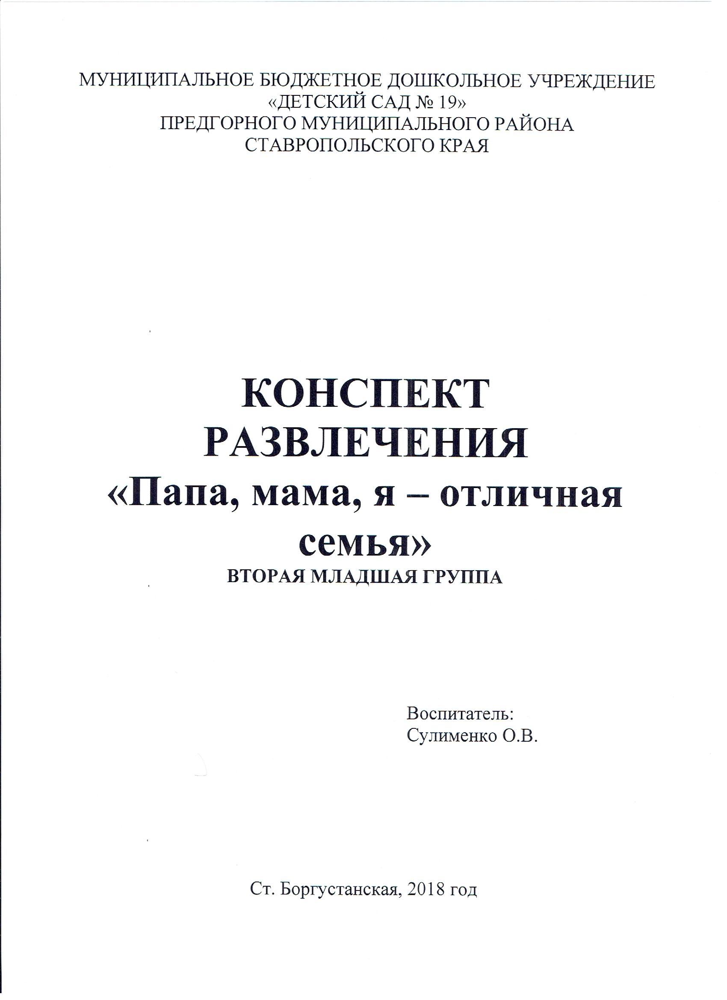 МУНИЦИПАЛЬНОЕ БЮДЖЕТНОЕ ДОШКОЛЬНОЕ УЧРЕЖДЕНИЕ
«ДЕТСКИЙ САД № 19»
ПРЕДГОРНОГО МУНИЦИПАЛЬНОГО РАЙОНА
СТАВРОПОЛЬСКОГО КРАЯ
КОНСПЕКТ
РАЗВЛЕЧЕНИЯ
«Папа, мама, я – отличная
семья»
ВТОРАЯ МЛАДШАЯ ГРУППА
Воспитатель:
Сулименко О.В.
Ст. Боргустанская, 2018 год